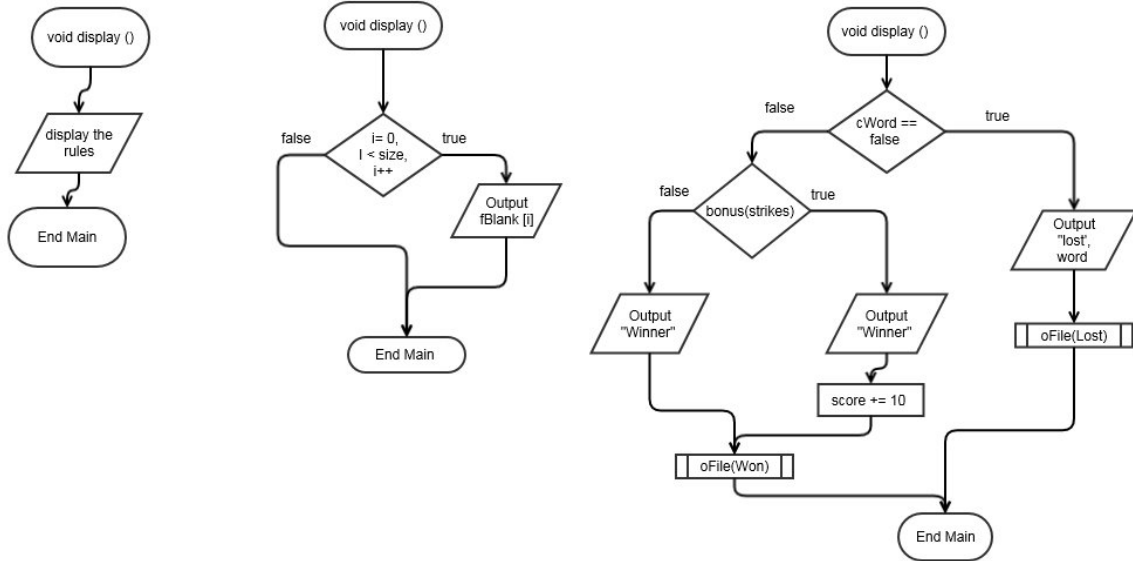 void display ()
display the
rules
End Main
void display ()
false
i= 0,
I < size,
i++
true
Output
fBlank [i]
End Main
void display ()
false
cWord ==
false
true
false
bonus(strikes)
true
Output
"lost',
word
Output
"Winner"
Output
"Winner"
oFile(Lost)
score += 10
oFile(Won)
End Main